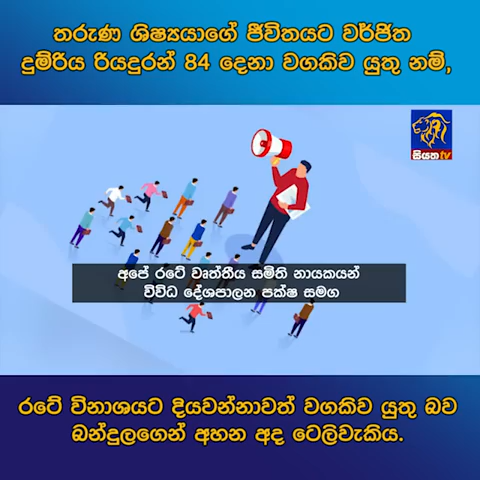 තරුණ ශිෂ්‍යයාගේ ජීවිතයට වර්ජිත
දුම්රිය රියදුරන් 84 දෙනා වගකිව යුතු නම්,
සියත tv
අපේ රටේ වෘත්තීය සමිති නායකයන්
විවිධ දේශපාලන පක්ෂ සමග
රටේ විනාශයට දියවන්නාවත් වගකිව යුතු බව
බන්දුලගෙන් අහන අද ටෙලිවැකිය.